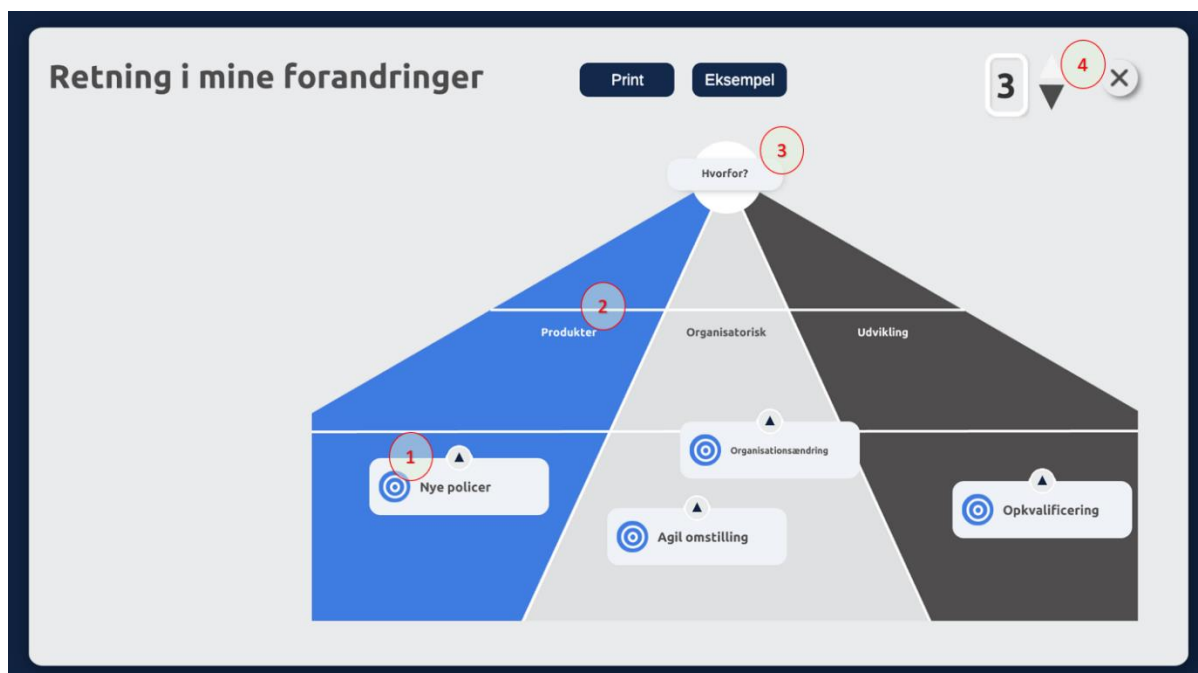 Retning i mine forandringer
Print
Eksempel
3
4
3
Hvorfor?
2
Produkter
Organisatorisk
Udvikling
1
Nye policer
Organisationsændring
Agil omstilling
Opkvalificering